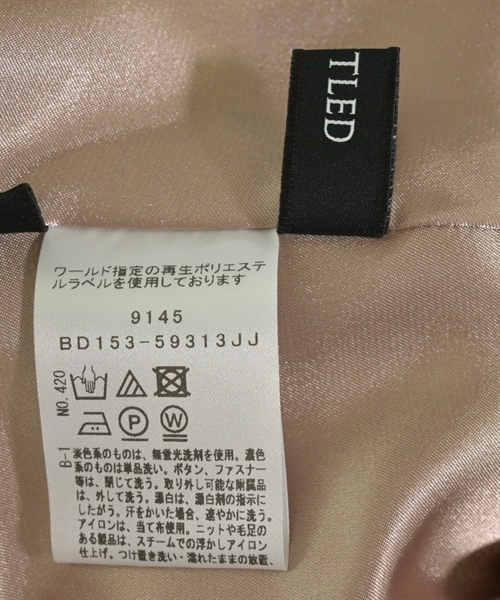 TLED
ワールド指定の再生ポリエステ
ルラベルを使用しております
9145
BD153-59313JJ
NO. 420
P
W
B-1
淡色系のものは、無蛍光洗剤を使用。濃色
系のものは単品洗い。ボタン、ファスナー
等は、閉じて洗う。取り外し可能な附属品
は、外して洗う。漂白は、漂白剤の指示に
したがう。汗をかいた場合、速やかに洗う。
アイロンは、当て布使用。ニットや毛足の
ある製品は、スチームでの浮かしアイロン
仕上げ。つけ置き洗い・濡れたままの放置、